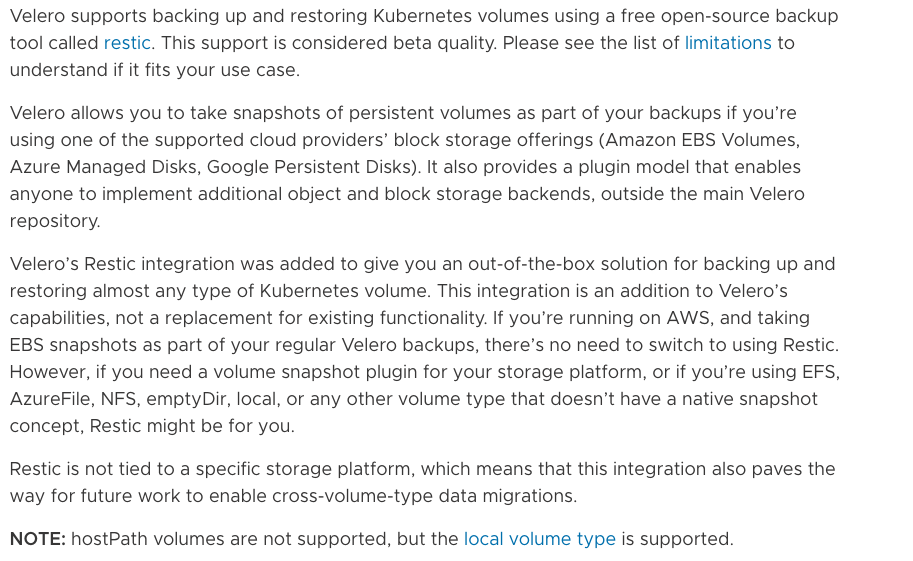 Velero supports backing up and restoring Kubernetes volumes using a free open-source backup
tool called restic. This support is considered beta quality. Please see the list of limitations to
understand if it fits your use case.
Velero allows you to take snapshots of persistent volumes as part of your backups if you’re
using one of the supported cloud providers’ block storage offerings (Amazon EBS Volumes,
Azure Managed Disks, Google Persistent Disks). It also provides a plugin model that enables
anyone to implement additional object and block storage backends, outside the main Velero
repository.
Velero’s Restic integration was added to give you an out-of-the-box solution for backing up and
restoring almost any type of Kubernetes volume. This integration is an addition to Velero’s
capabilities, not a replacement for existing functionality. If you’re running on AWS, and taking
EBS snapshots as part of your regular Velero backups, there’s no need to switch to using Restic.
However, if you need a volume snapshot plugin for your storage platform, or if you’re using EFS,
AzureFile, NFS, emptyDir, local, or any other volume type that doesn’t have a native snapshot
concept, Restic might be for you.
Restic is not tied to a specific storage platform, which means that this integration also paves the
way for future work to enable cross-volume-type data migrations.
NOTE: hostPath volumes are not supported, but the local volume type is supported.